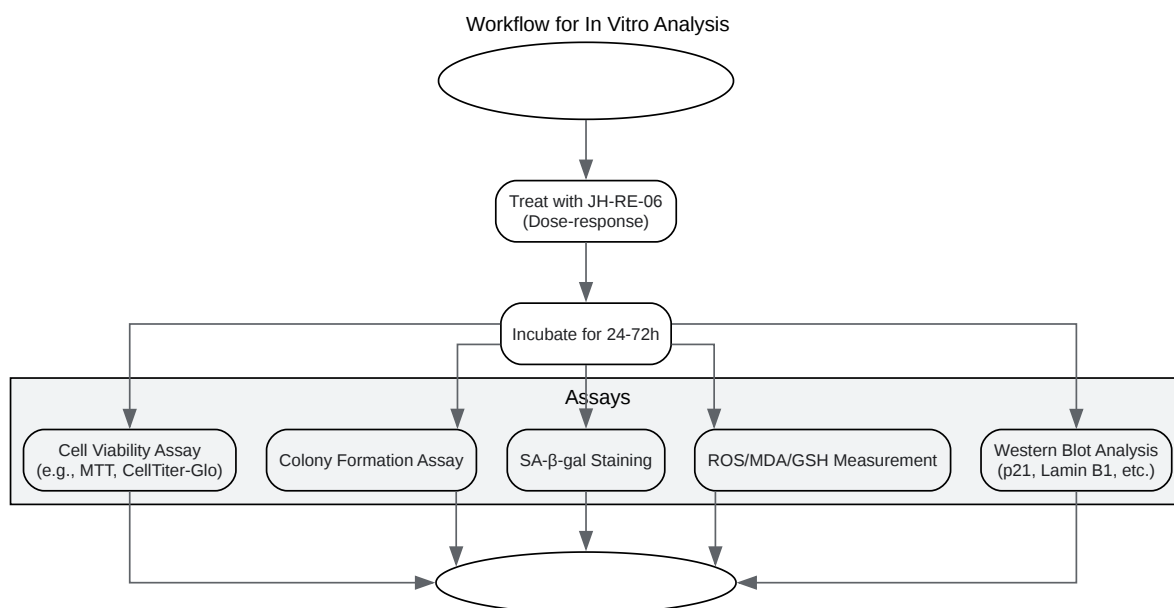 Workflow for In Vitro Analysis
Treat with JH-RE-06
(Dose-response)
Incubate for 24-72h
Assays
Cell Viability Assay
(e.g., MTT, CellTiter-Glo)
Colony Formation Assay
SA-β-gal Staining
ROS/MDA/GSH Measurement
Western Blot Analysis
(p21, Lamin B1, etc.)